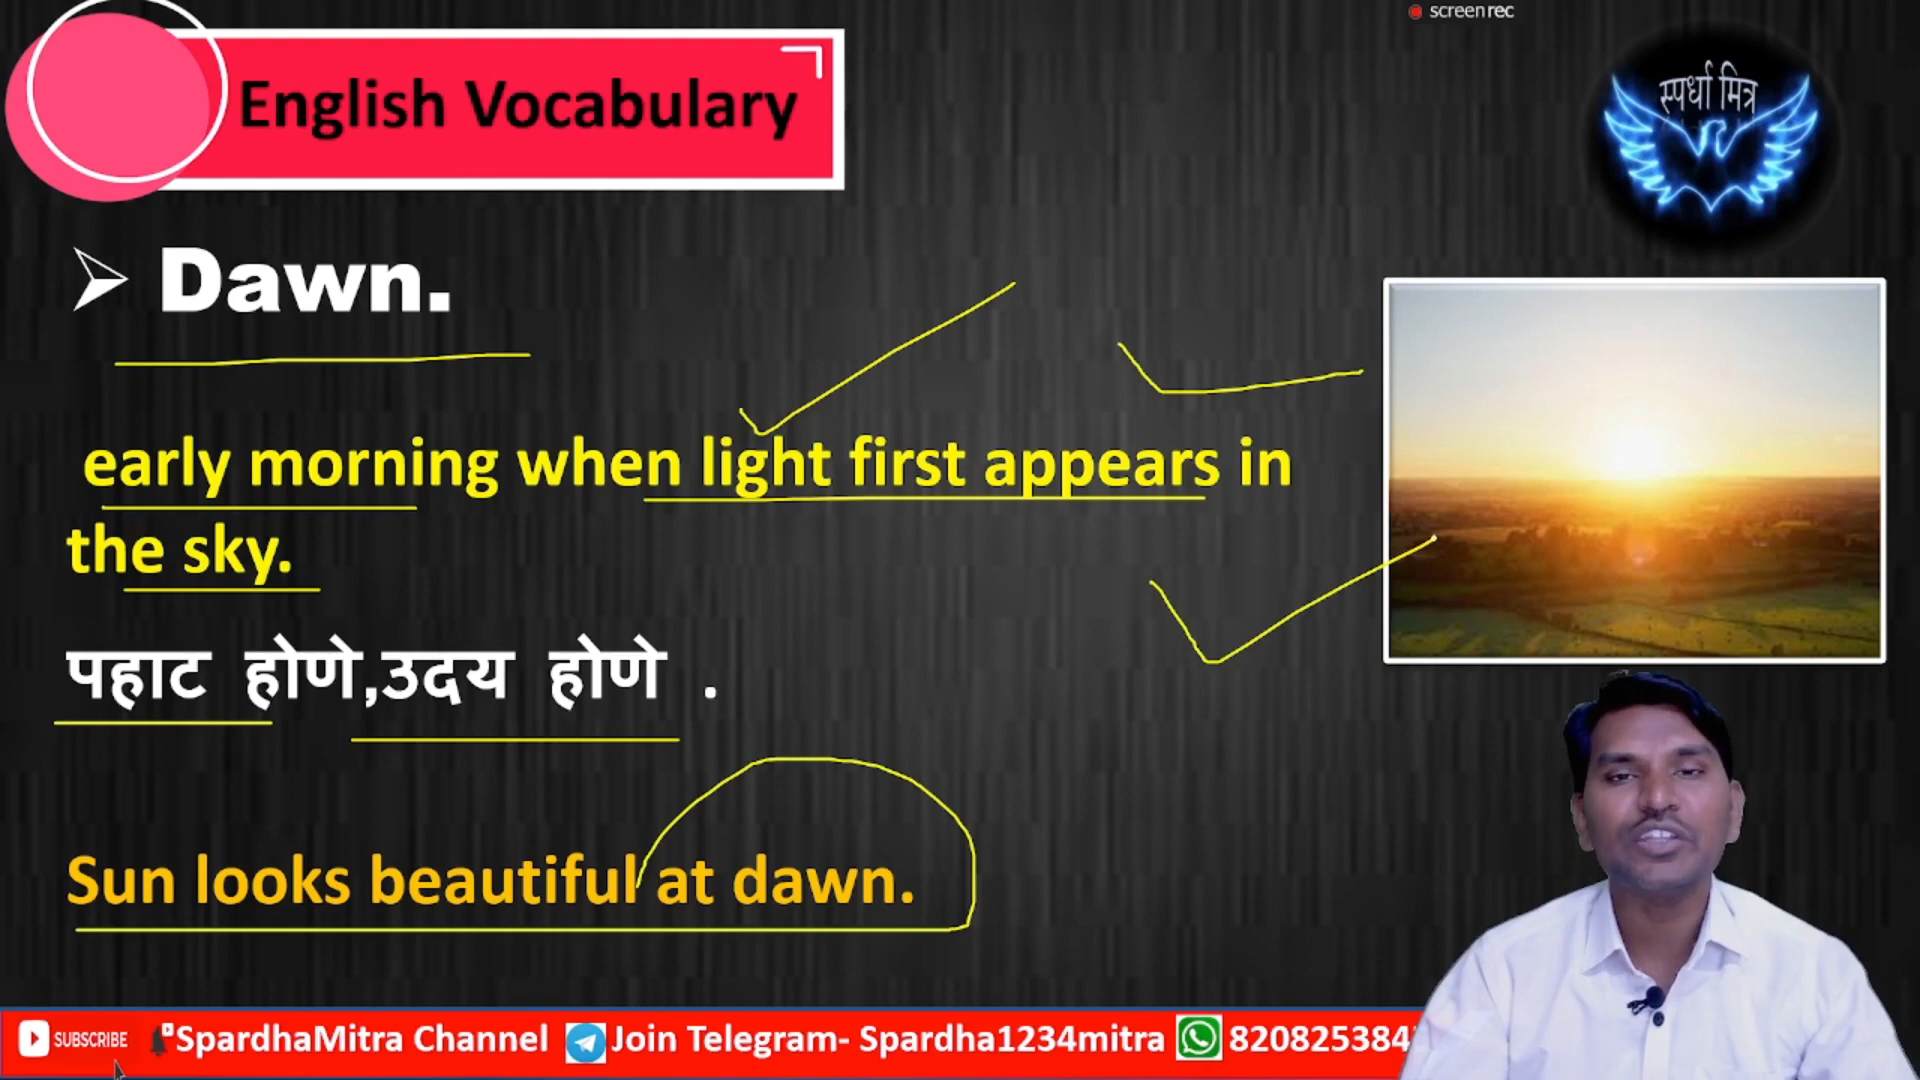 screenrec
स्पर्धा मित्र
English Vocabulary
Dawn.
early morning when light first appears in
the sky.
पहाट होणे,उदय होणे .
Sun looks beautiful at dawn.
SUBSCRIBE SpardhaMitra Channel Join Telegram- Spardha1234mitra